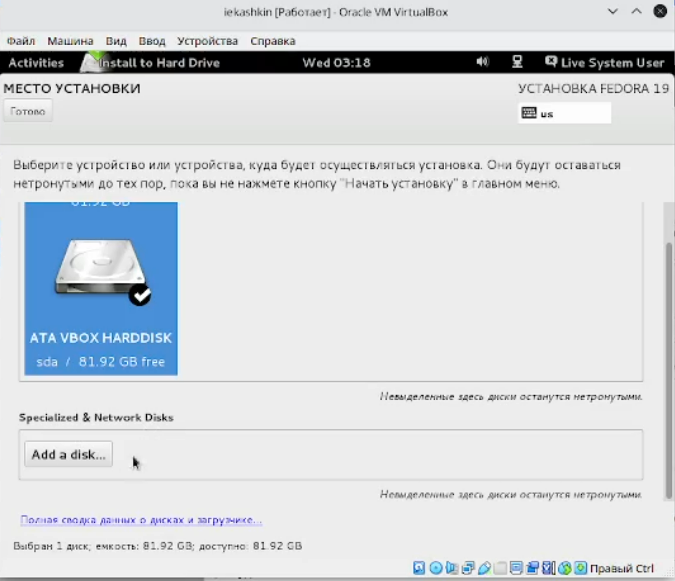 iekashkin [Работает] - Oracle VM VirtualBox
Файл Машина Вид Ввод Устройства Справка
Activities Install to Hard Drive Wed 03:18 Live System User
МЕСТО УСТАНОВКИ УСТАНОВКА FEDORA 19
Готово us
Выберите устройство или устройства, куда будет осуществляться установка. Они будут оставаться
нетронутыми до тех пор, пока вы не нажмете кнопку "Начать установку" в главном меню.
81.92 GB
ATA VBOX HARDDISK
sda / 81.92 GB free
Невыделенные здесь диски останутся нетронутыми.
Specialized & Network Disks
Add a disk...
Невыделенные здесь диски останутся нетронутыми.
Полная сводка данных о дисках и загрузчике...
Выбран 1 диск; емкость: 81.92 GB; доступно: 81.92 GB
Правый Ctrl